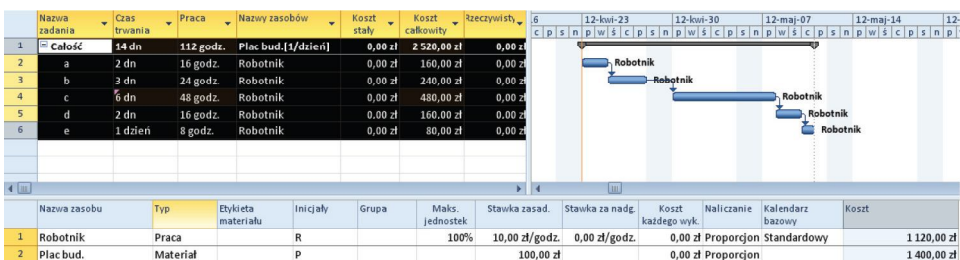 Nazwa zadania Czas trwania Praca Nazwy zasobów Koszt stały Koszt całkowity Rzeczywisty
.6 12-kwi-23 12-kwi-30 12-maj-07 12-maj-14 12-
c p s n p w ś c p s n p w ś c p s n p w ś c p s n p w ś c p s n p
1 Całość 14 dn 112 godz. Plac bud.[1/dzień] 0,00 zł 2 520,00 zł 0,00 zł
2 a 2 dn 16 godz. Robotnik 0,00 zł 160,00 zł 0,00 zł Robotnik
3 b 3 dn 24 godz. Robotnik 0,00 zł 240,00 zł 0,00 zł Robotnik
4 c 6 dn 48 godz. Robotnik 0,00 zł 480,00 zł 0,00 zł Robotnik
5 d 2 dn 16 godz. Robotnik 0,00 zł 160,00 zł 0,00 zł Robotnik
6 e 1 dzień 8 godz. Robotnik 0,00 zł 80,00 zł 0,00 zł Robotnik
Nazwa zasobu Typ Etykieta materiału Inicjały Grupa Maks. jednostek Stawka zasad. Stawka za nadg. Koszt każdego wyk. Naliczanie Kalendarz bazowy Koszt
1 Robotnik Praca R 100% 10,00 zł/godz. 0,00 zł/godz. 0,00 zł Proporcjon Standardowy 1 120,00 zł
2 Plac bud. Materiał P 100,00 zł 0,00 zł Proporcjon 1 400,00 zł